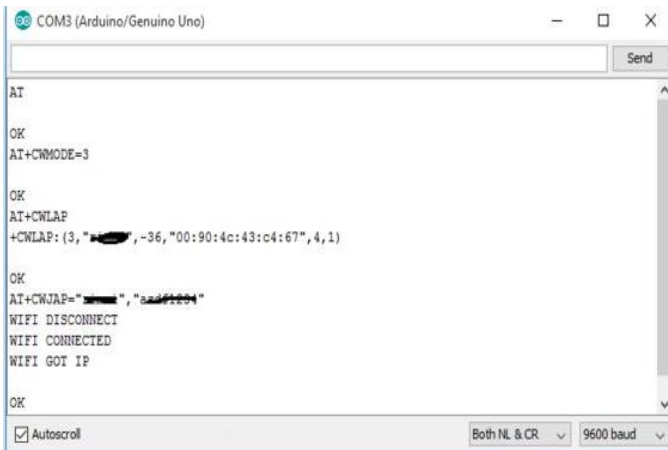 COM3 (Arduino/Genuino Uno)
Send
AT
OK
AT+CWMODE=3
OK
AT+CWLAP
+CWLAP:(3,"",-36,"00:90:4c:43:c4:67",4,1)
OK
AT+CWJAP="",""
WIFI DISCONNECT
WIFI CONNECTED
WIFI GOT IP
OK
Autoscroll
Both NL & CR
9600 baud